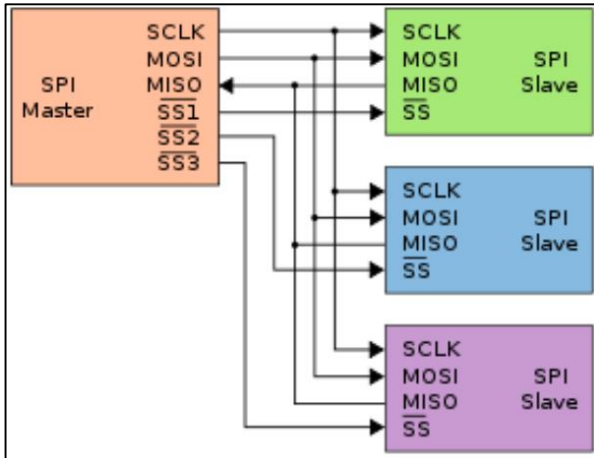 SPI
Master
SCLK
MOSI
MISO
SS1
SS2
SS3
SCLK
MOSI
MISO
SS
SPI
Slave
SCLK
MOSI
MISO
SS
SPI
Slave
SCLK
MOSI
MISO
SS
SPI
Slave